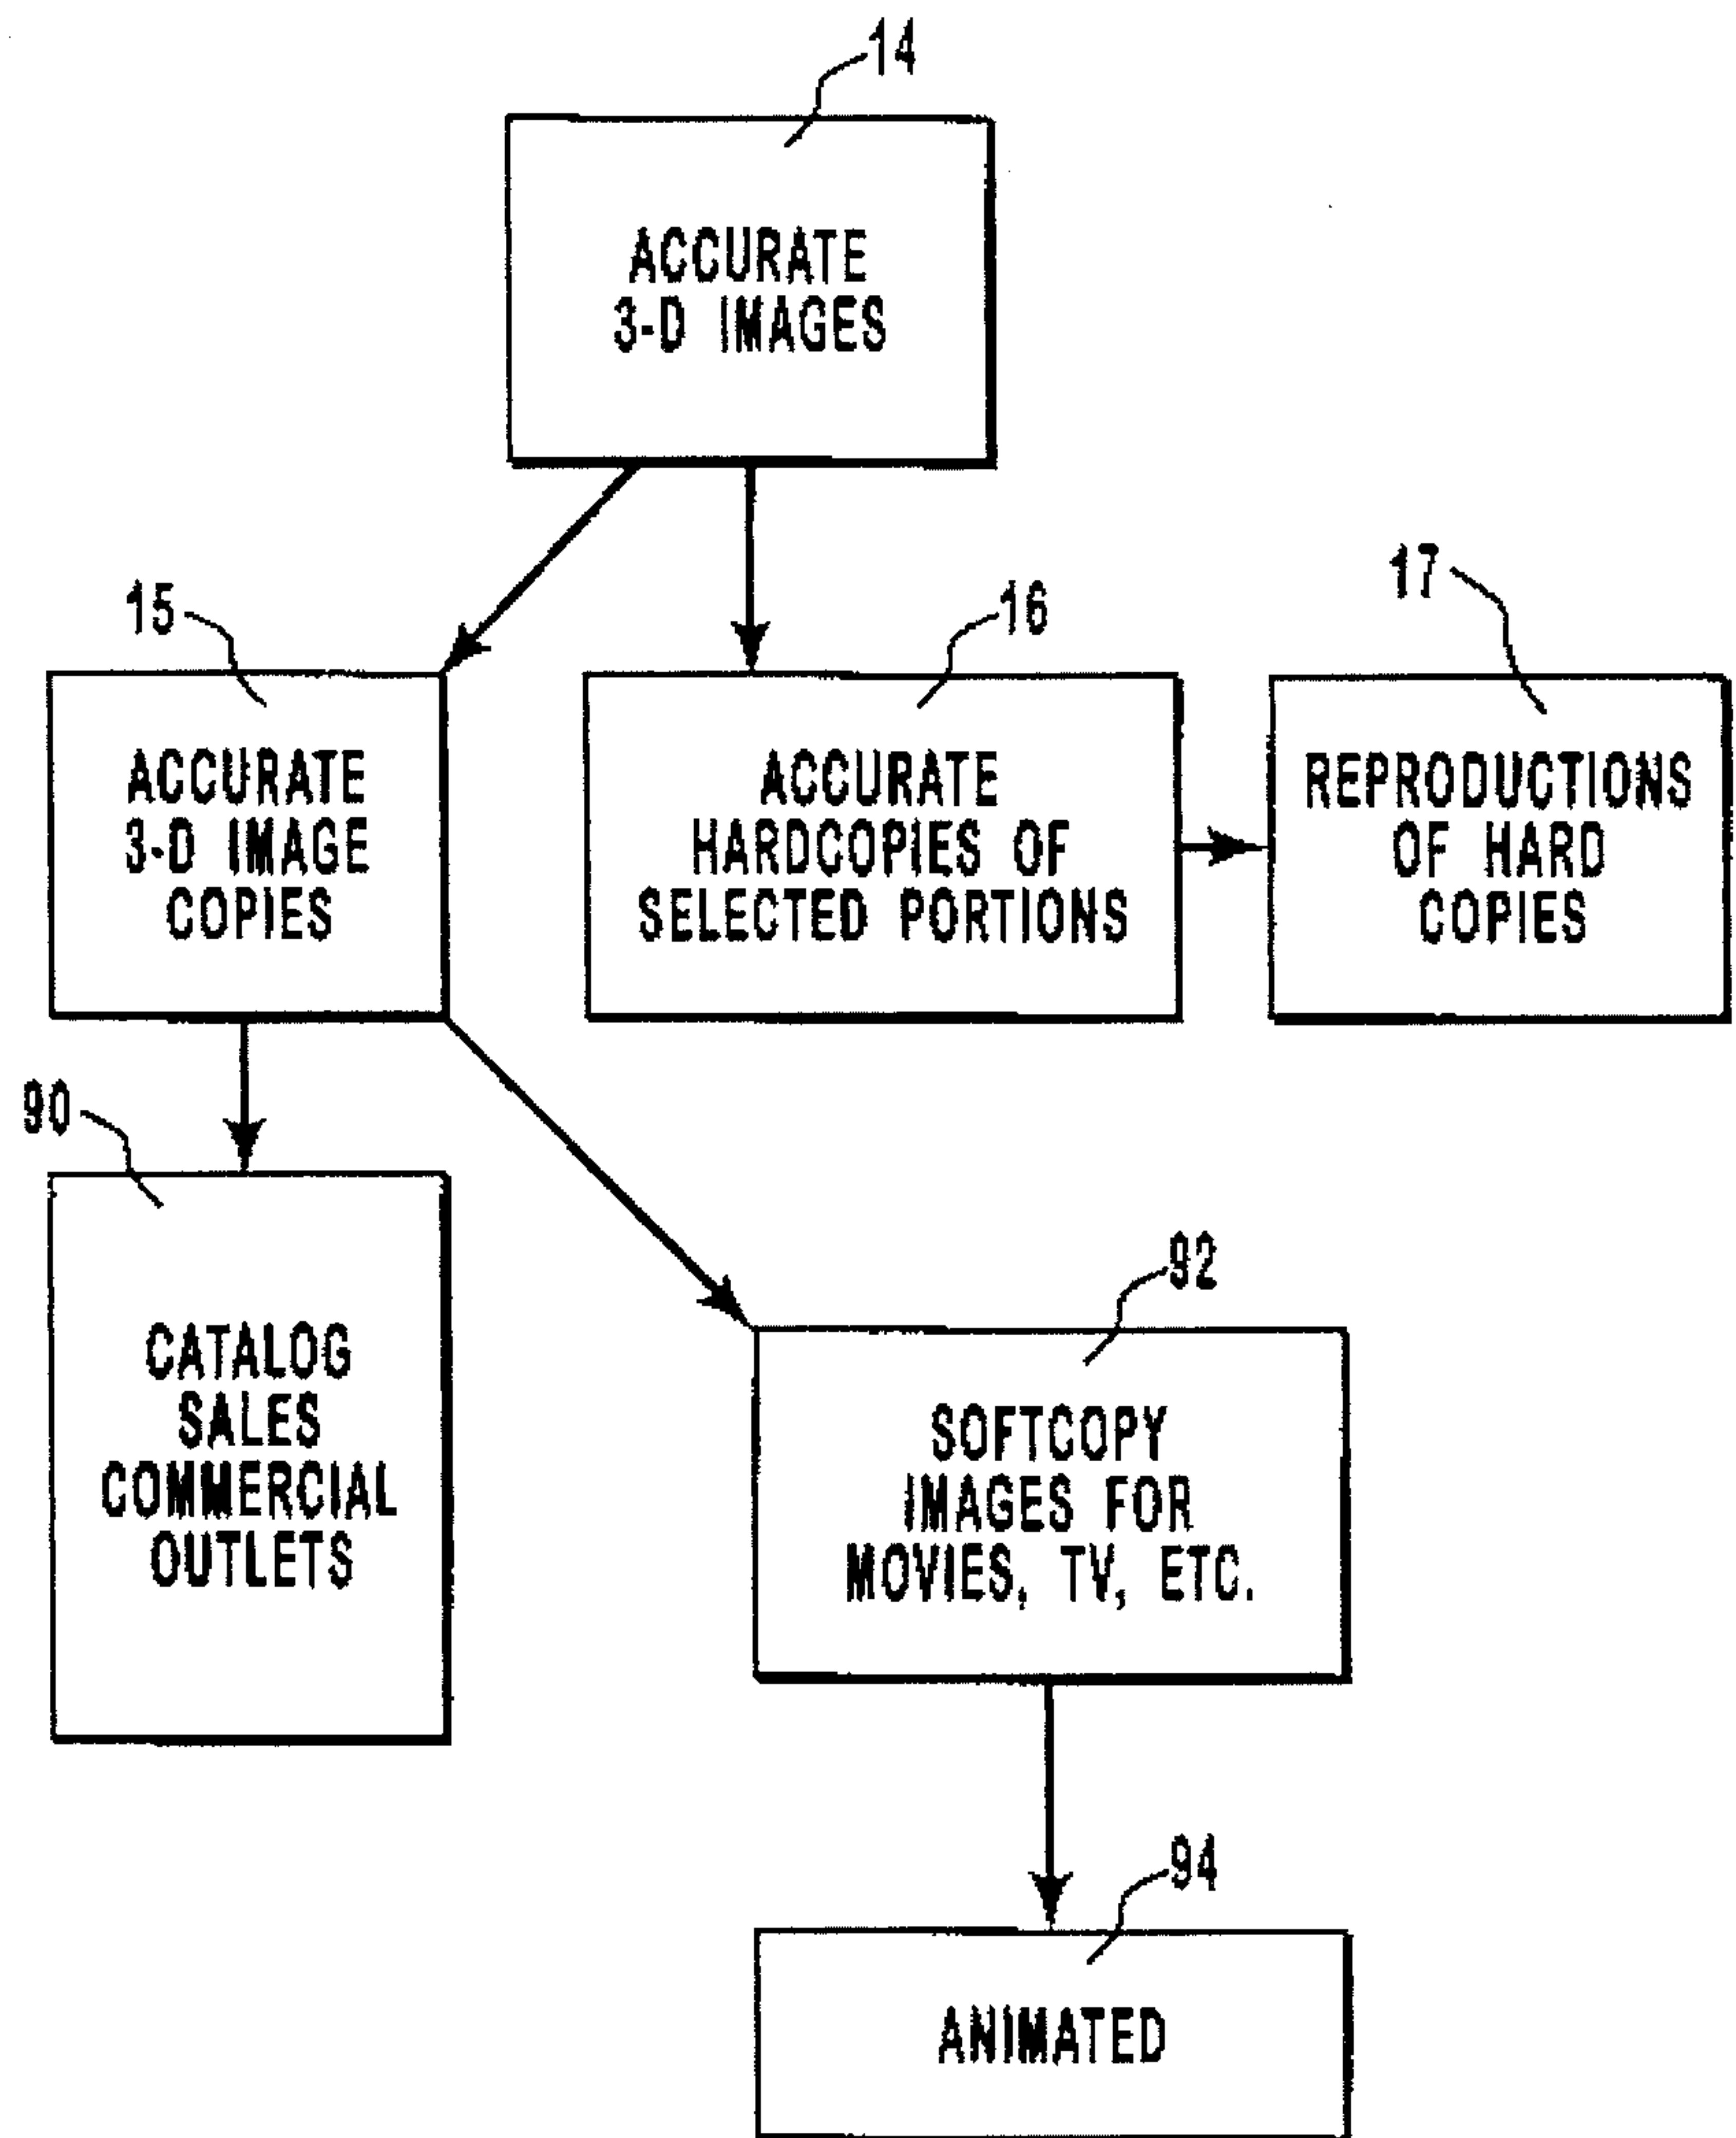 14
ACCURATE
3-D IMAGES
15
ACCURATE
3-D IMAGE
COPIES
16
ACCURATE
HARDCOPIES OF
SELECTED PORTIONS
17
REPRODUCTIONS
OF HARD
COPIES
90
CATALOG
SALES
COMMERCIAL
OUTLETS
92
SOFTCOPY
IMAGES FOR
MOVIES, TV, ETC.
94
ANIMATED